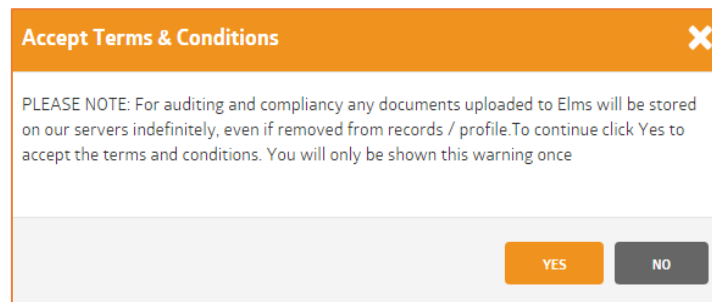 Accept Terms & Conditions
PLEASE NOTE: For auditing and compliancy any documents uploaded to Elms will be stored
on our servers indefinitely, even if removed from records / profile.To continue click Yes to
accept the terms and conditions. You will only be shown this warning once
YES
NO